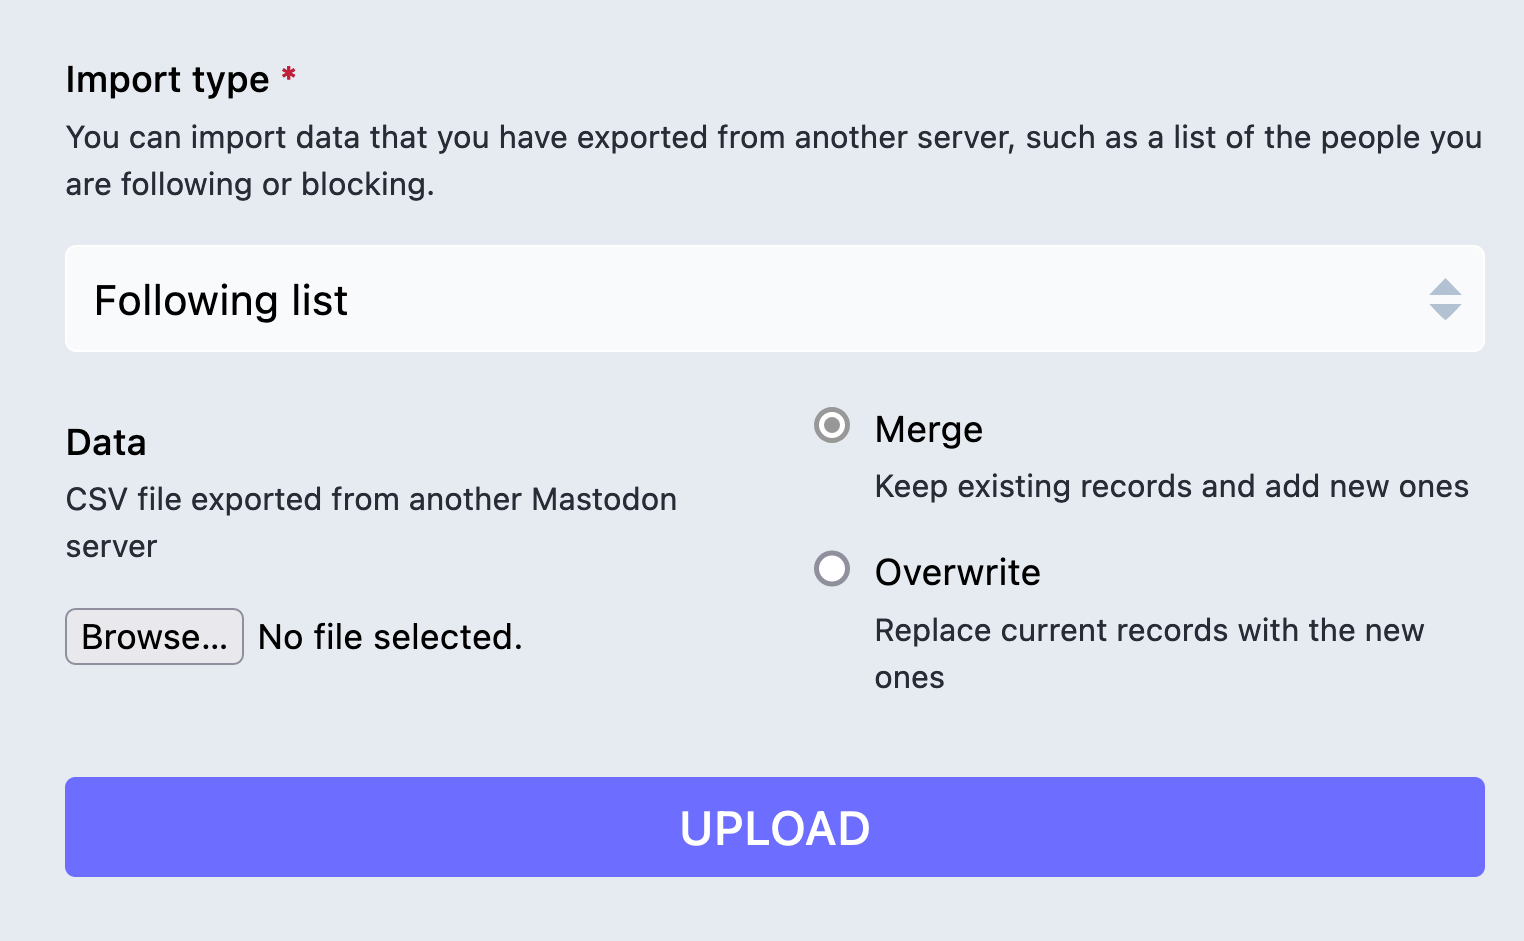 Import type *
You can import data that you have exported from another server, such as a list of the people you
are following or blocking.
Following list
Data
CSV file exported from another Mastodon
server
Browse... No file selected.
Merge
Keep existing records and add new ones
Overwrite
Replace current records with the new
ones
UPLOAD